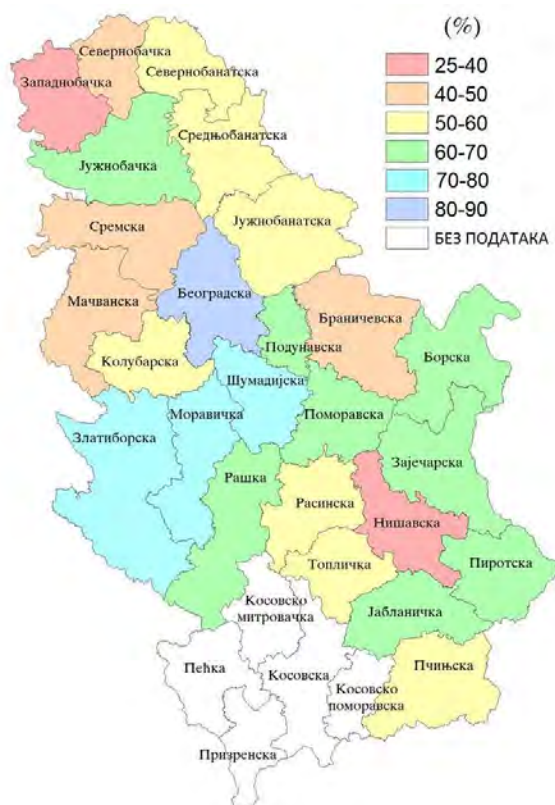 (%)
25-40
40-50
50-60
60-70
70-80
80-90
БЕЗ ПОДАТАКА
Севернобачка
Западнобачка
Севернобанатска
Средњобанатска
Јужнобачка
Јужнобанатска
Сремска
Београдска
Мачванска
Браничевска
Подунавска
Борска
Колубарска
Шумадијска
Моравичка
Поморавска
Златиборска
Зајечарска
Рашка
Расинска
Нишавска
Топличка
Пиротска
Косовско
митровачка
Јабланичка
Пећка
Косовска
Косовско
поморавска
Пчињска
Призренска